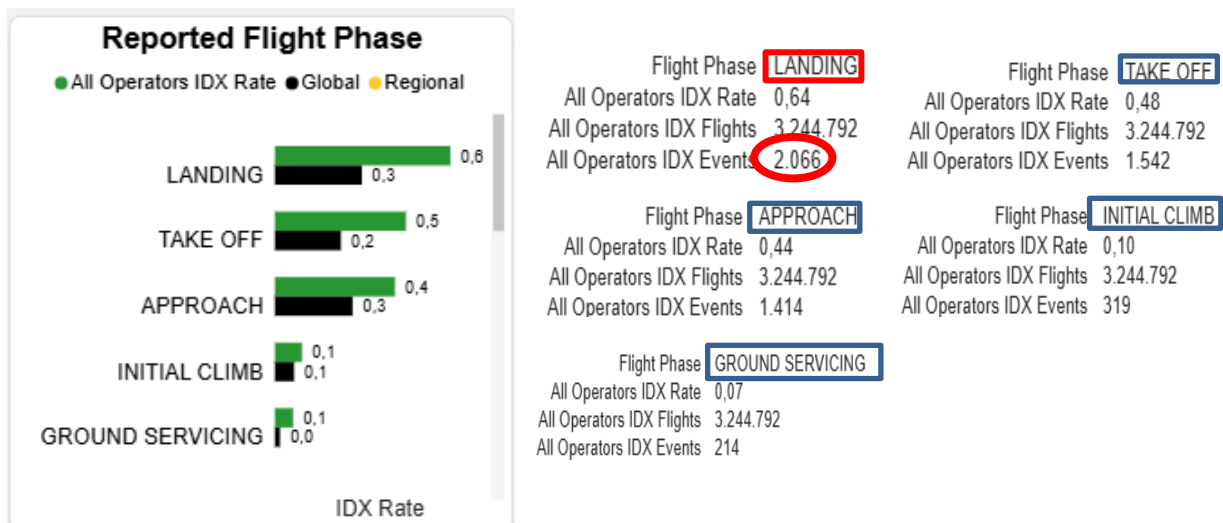 Reported Flight Phase
All Operators IDX Rate Global Regional
LANDING 0,6
0,3
TAKE OFF 0,5
0,2
APPROACH 0,4
0,3
INITIAL CLIMB 0,1
0,1
GROUND SERVICING 0,1
0,0
IDX Rate
Flight Phase LANDING
All Operators IDX Rate 0,64
All Operators IDX Flights 3.244.792
All Operators IDX Events 2.066
Flight Phase TAKE OFF
All Operators IDX Rate 0,48
All Operators IDX Flights 3.244.792
All Operators IDX Events 1.542
Flight Phase APPROACH
All Operators IDX Rate 0,44
All Operators IDX Flights 3.244.792
All Operators IDX Events 1.414
Flight Phase INITIAL CLIMB
All Operators IDX Rate 0,10
All Operators IDX Flights 3.244.792
All Operators IDX Events 319
Flight Phase GROUND SERVICING
All Operators IDX Rate 0,07
All Operators IDX Flights 3.244.792
All Operators IDX Events 214